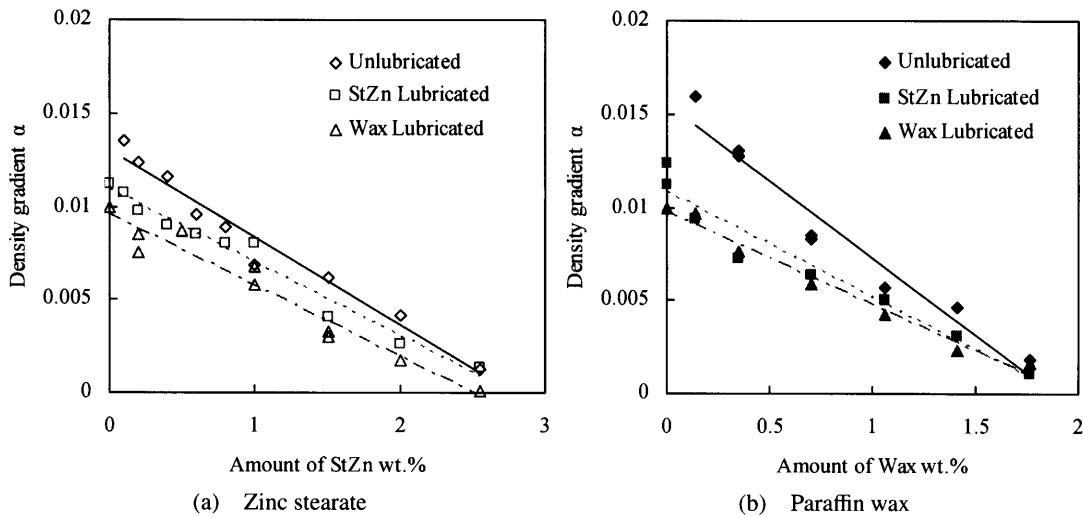 0.02
0.015
0.01
0.005
0
0
1
2
3
Density gradient α
Unlubricated
StZn Lubricated
Wax Lubricated
Amount of StZn wt.%
(a) Zinc stearate
0.02
0.015
0.01
0.005
0
0
0.5
1
1.5
2
Density gradient α
Unlubricated
StZn Lubricated
Wax Lubricated
Amount of Wax wt.%
(b) Paraffin wax